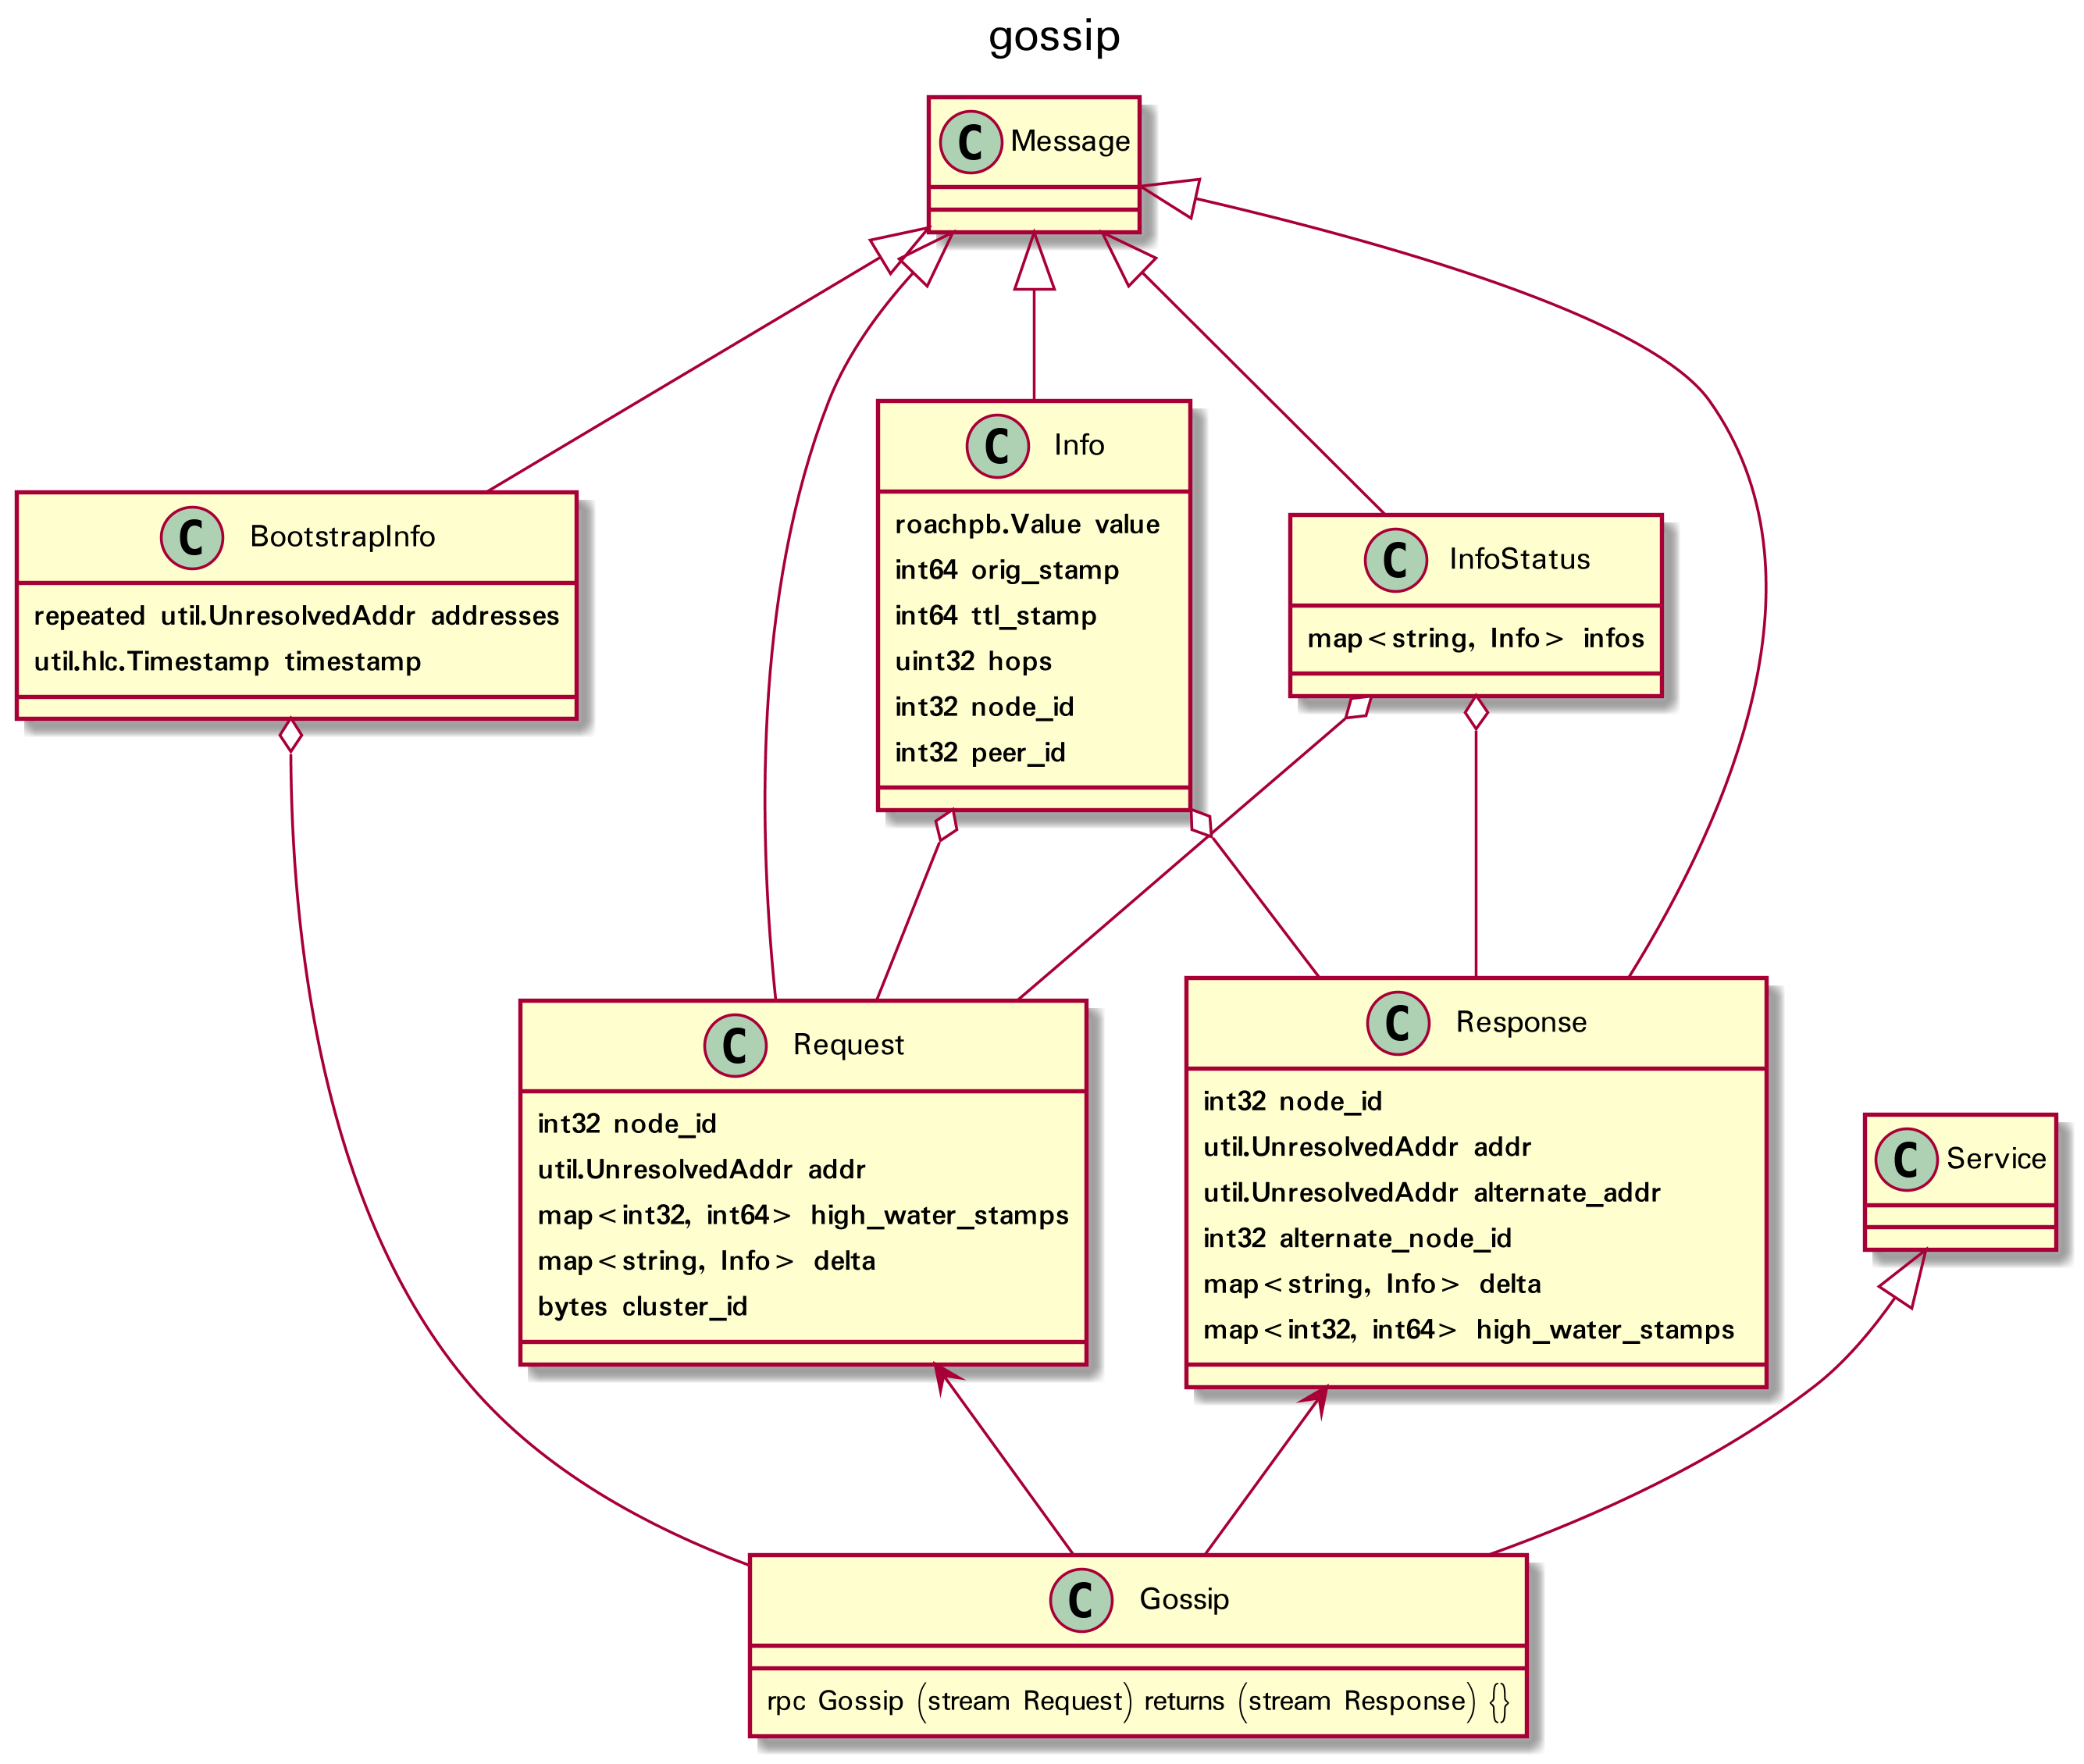 gossip
C Message
C Info
roachpb.Value value
int64 orig_stamp
int64 ttl_stamp
uint32 hops
int32 node_id
int32 peer_id
C BootstrapInfo
repeated util.UnresolvedAddr addresses
util.hlc.Timestamp timestamp
C InfoStatus
map<string, Info> infos
C Request
int32 node_id
util.UnresolvedAddr addr
map<int32, int64> high_water_stamps
map<string, Info> delta
bytes cluster_id
C Response
int32 node_id
util.UnresolvedAddr addr
util.UnresolvedAddr alternate_addr
int32 alternate_node_id
map<string, Info> delta
map<int32, int64> high_water_stamps
C Service
C Gossip
rpc Gossip (stream Request) returns (stream Response) {}